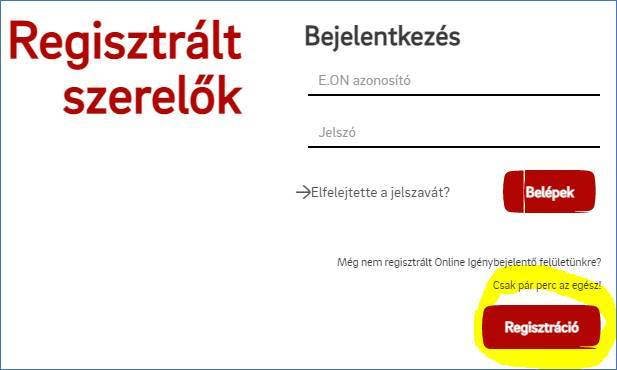 Regisztrált
szerelők
Bejelentkezés
E.ON azonosító
Jelszó
Elfelejtette a jelszavát?
Belépek
Még nem regisztrált Online Igénybejelentő felületünkre?
Csak pár perc az egész!
Regisztráció